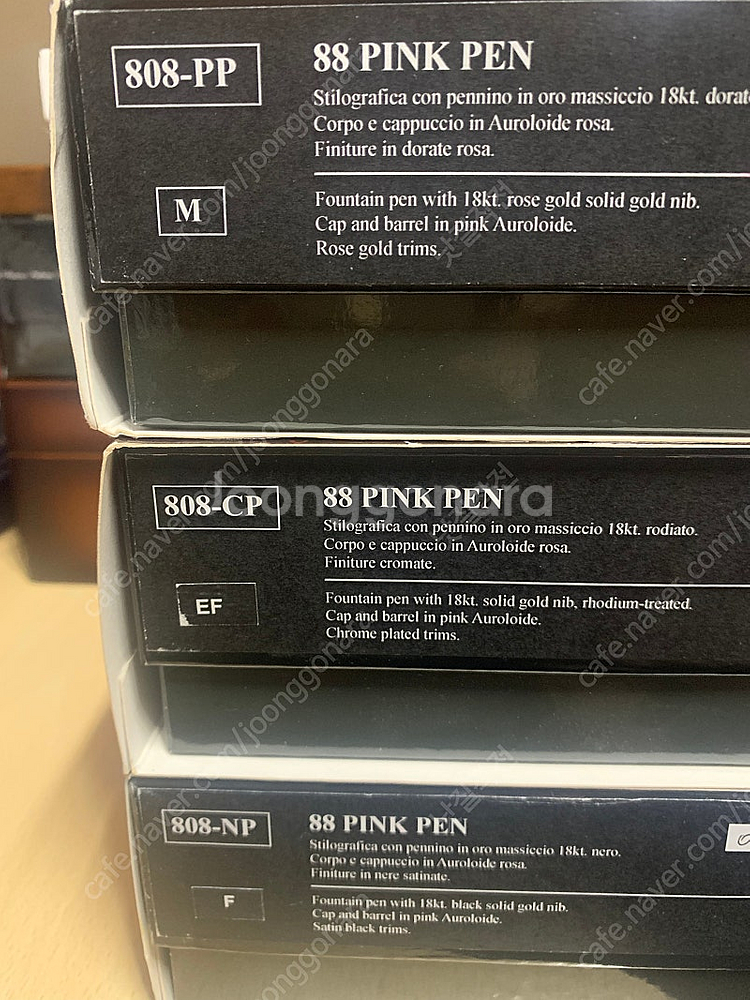 808-PP
88 PINK PEN
Stilografica con pennino in oro massiccio 18kt.
Corpo e cappuccio in Auroloide rosa.
Finiture in dorate rosa.
M
Fountain pen with 18kt. rose gold solid gold nib.
Cap and barrel in pink Auroloide.
Rose gold trims.
808-CP
88 PINK PEN
Joonggonara
Stilografica con pennino in oro massiccio 18kt. rodiato.
Corpo e cappuccio in Auroloide rosa.
Finiture cromate.
EF
Fountain pen with 18kt. solid gold nib, rhodium-treated.
Cap and barrel in pink Auroloide.
Chrome plated trims.
808-NP
88 PINK PEN
Stilografica con pennino in oro massiccio 18kt. nero.
Corpo e cappuccio in Auroloide rosa.
Finiture in nere satinate.
F
Fountain pen with 18kt. black solid gold nib.
Cap and barrel in pink Auroloide.
Satin black trims.
cafe.naver.com/joonggonara